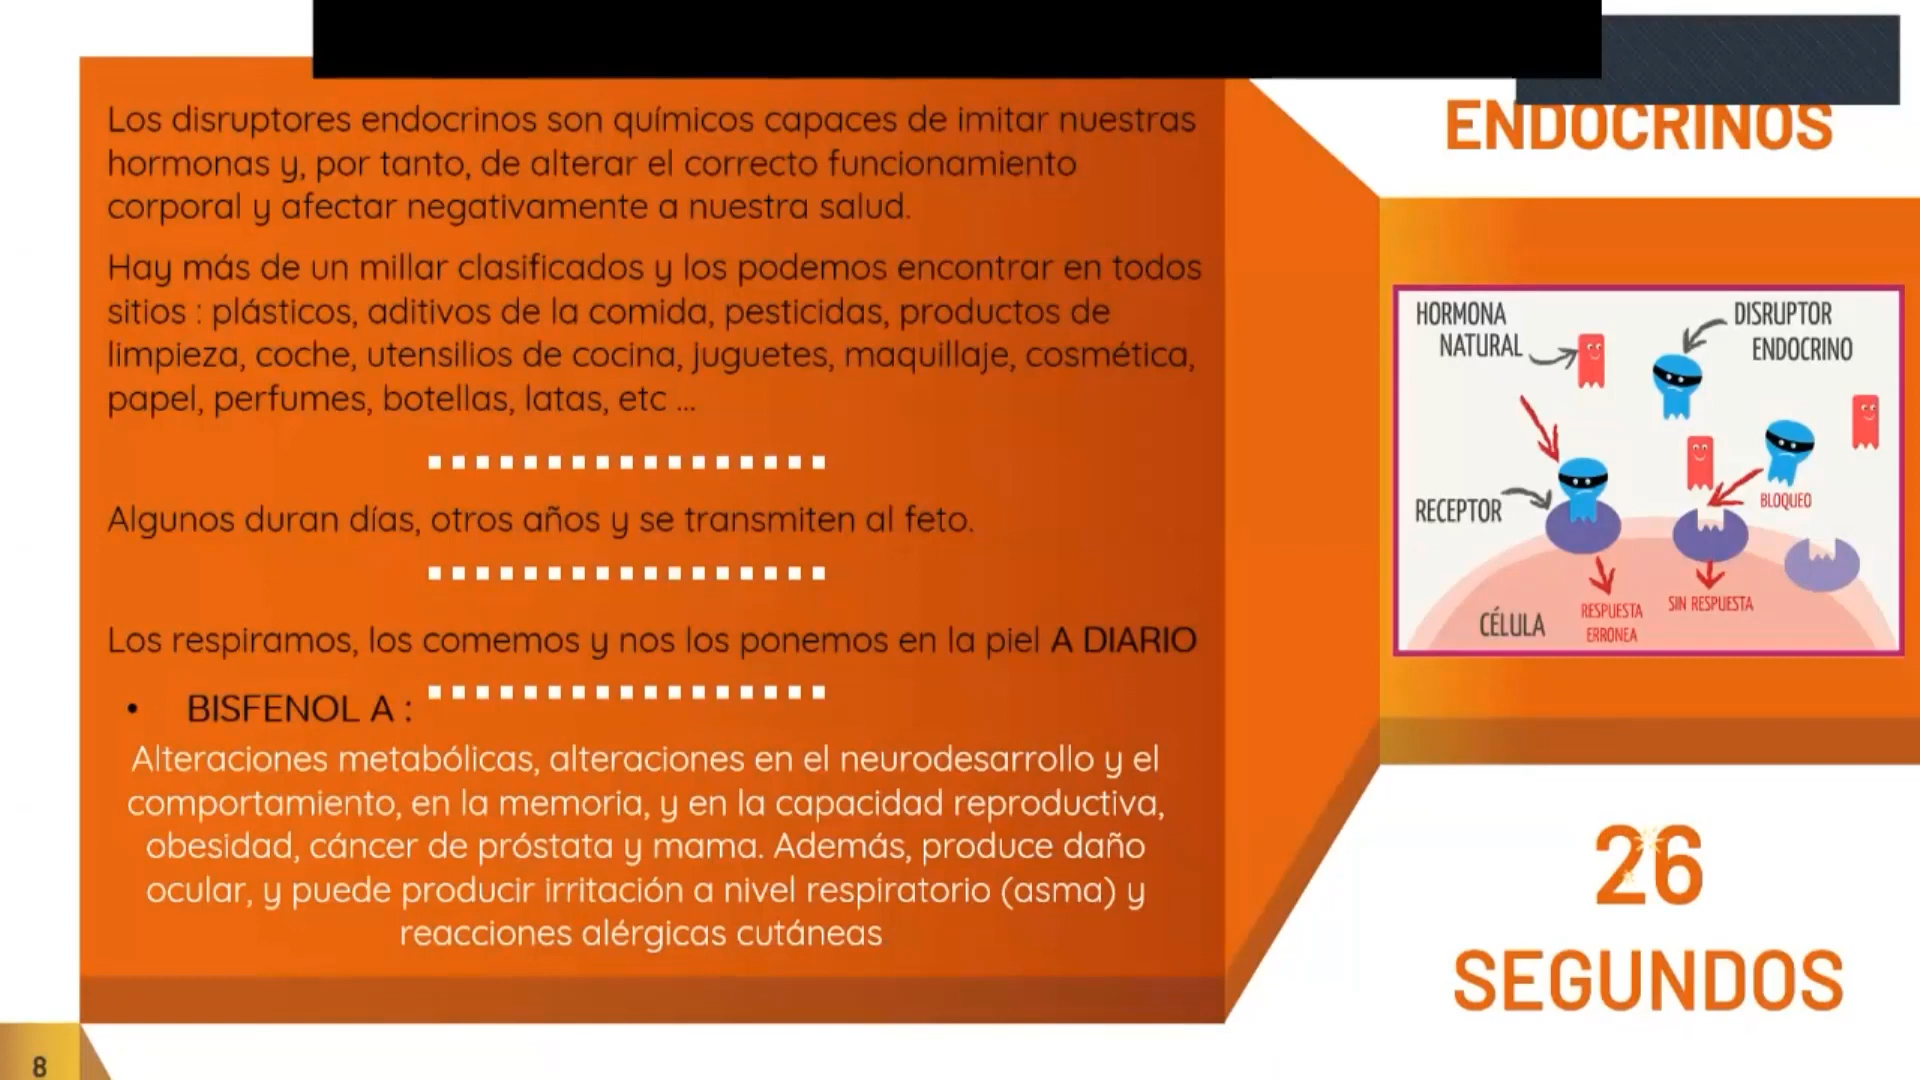 Los disruptores endocrinos son químicos capaces de imitar nuestras
hormonas y, por tanto, de alterar el correcto funcionamiento
corporal y afectar negativamente a nuestra salud.
Hay más de un millar clasificados y los podemos encontrar en todos
sitios : plásticos, aditivos de la comida, pesticidas, productos de
limpieza, coche, utensilios de cocina, juguetes, maquillaje, cosmética,
papel, perfumes, botellas, latas, etc ...
Algunos duran días, otros años y se transmiten al feto.
Los respiramos, los comemos y nos los ponemos en la piel A DIARIO
• BISFENOL A :
Alteraciones metabólicas, alteraciones en el neurodesarrollo y el
comportamiento, en la memoria, y en la capacidad reproductiva,
obesidad, cáncer de próstata y mama. Además, produce daño
ocular, y puede producir irritación a nivel respiratorio (asma) y
reacciones alérgicas cutáneas
ENDOCRINOS
HORMONA
NATURAL
DISRUPTOR
ENDOCRINO
RECEPTOR
BLOQUEO
CÉLULA
RESPUESTA
ERRONEA
SIN RESPUESTA
26
SEGUNDOS
8